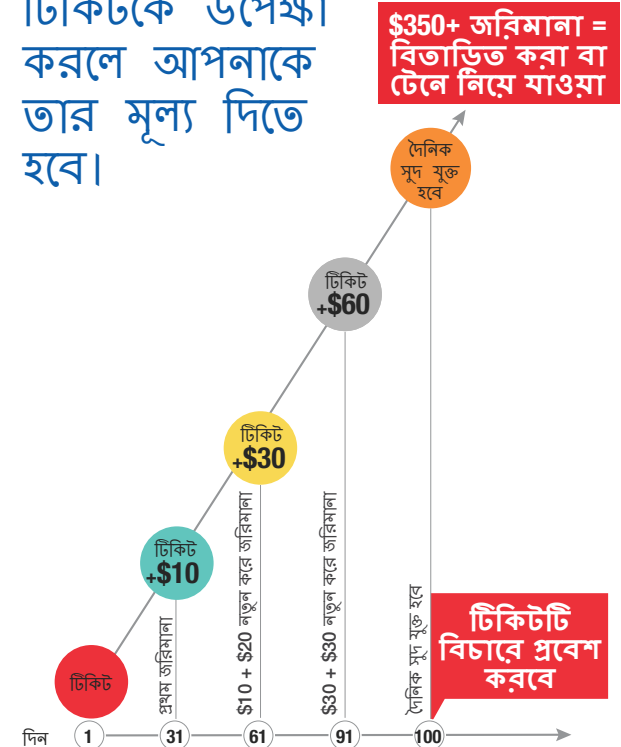 টিকিটকে উপেক্ষা
করলে আপনাকে
তার মূল্য দিতে
হবে।
$350+ জরিমানা =
বিতাড়িত করা বা
টেনে নিয়ে যাওয়া
দৈনিক
সুদ যুক্ত
হবে
টিকিট
+$60
টিকিট
+$30
টিকিট
+$10
টিকিট
প্রথম জরিমানা
$10 + $20 নতুন করে জরিমানা
$30 + $30 নতুন করে জরিমানা
দৈনিক সুদ যুক্ত হবে
টিকিটটি
বিচারে প্রবেশ
করবে
দিন 1 31 61 91 100